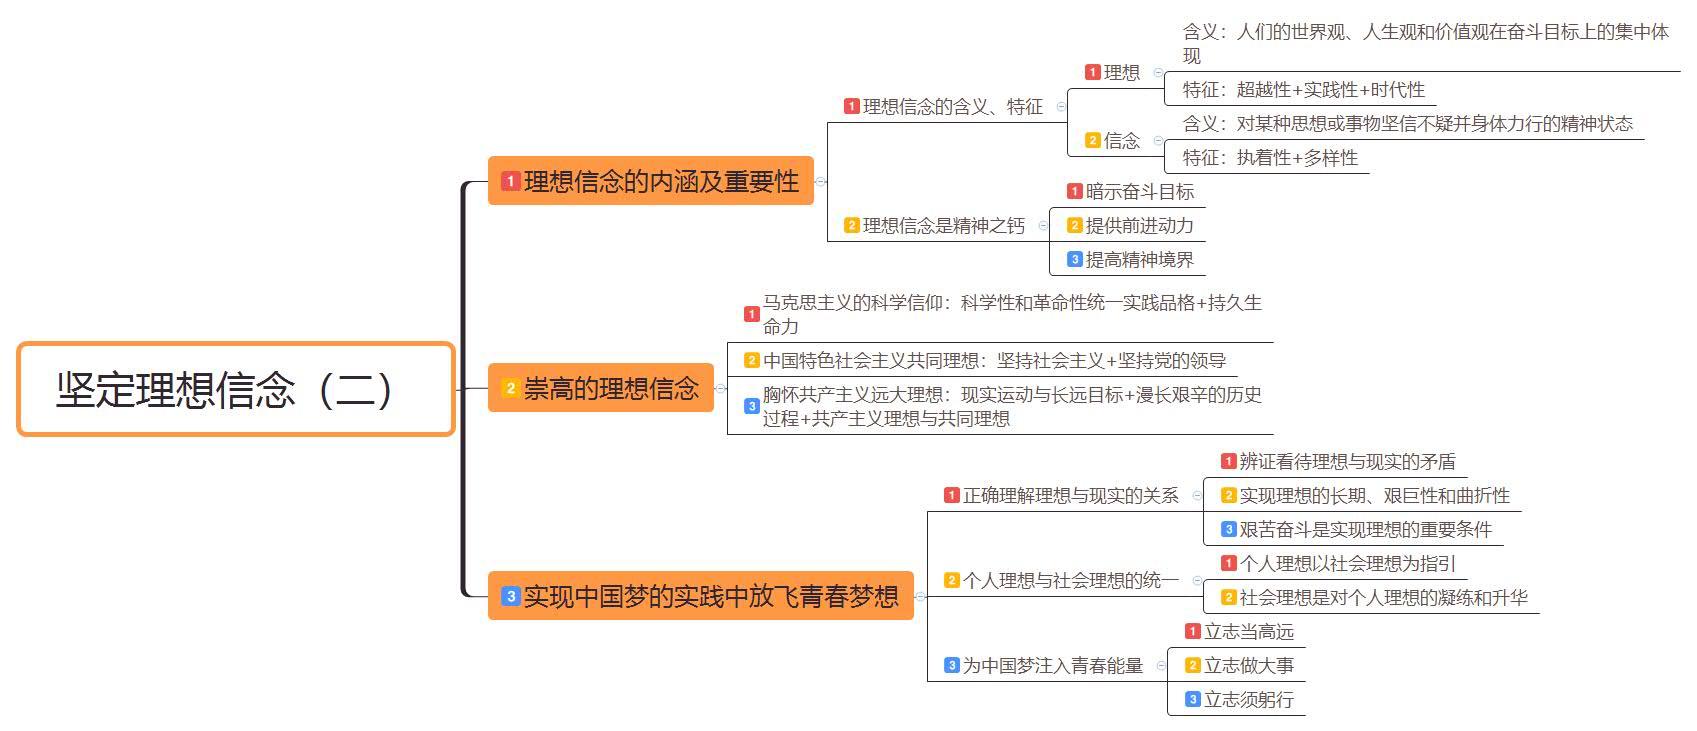 坚定理想信念（二）
1 理想信念的内涵及重要性
1 理想信念的含义、特征
1 理想
含义：人们的世界观、人生观和价值观在奋斗目标上的集中体
现
特征：超越性+实践性+时代性
2 信念
含义：对某种思想或事物坚信不疑并身体力行的精神状态
特征：执着性+多样性
2 理想信念是精神之钙
1 暗示奋斗目标
2 提供前进动力
3 提高精神境界
2 崇高的理想信念
1 马克思主义的科学信仰：科学性和革命性统一实践品格+持久生
命力
2 中国特色社会主义共同理想：坚持社会主义+坚持党的领导
3 胸怀共产主义远大理想：现实运动与长远目标+漫长艰辛的历史
过程+共产主义理想与共同理想
3 实现中国梦的实践中放飞青春梦想
1 正确理解理想与现实的关系
1 辨证看待理想与现实的矛盾
2 实现理想的长期、艰巨性和曲折性
3 艰苦奋斗是实现理想的重要条件
2 个人理想与社会理想的统一
1 个人理想以社会理想为指引
2 社会理想是对个人理想的凝练和升华
3 为中国梦注入青春能量
1 立志当高远
2 立志做大事
3 立志须躬行